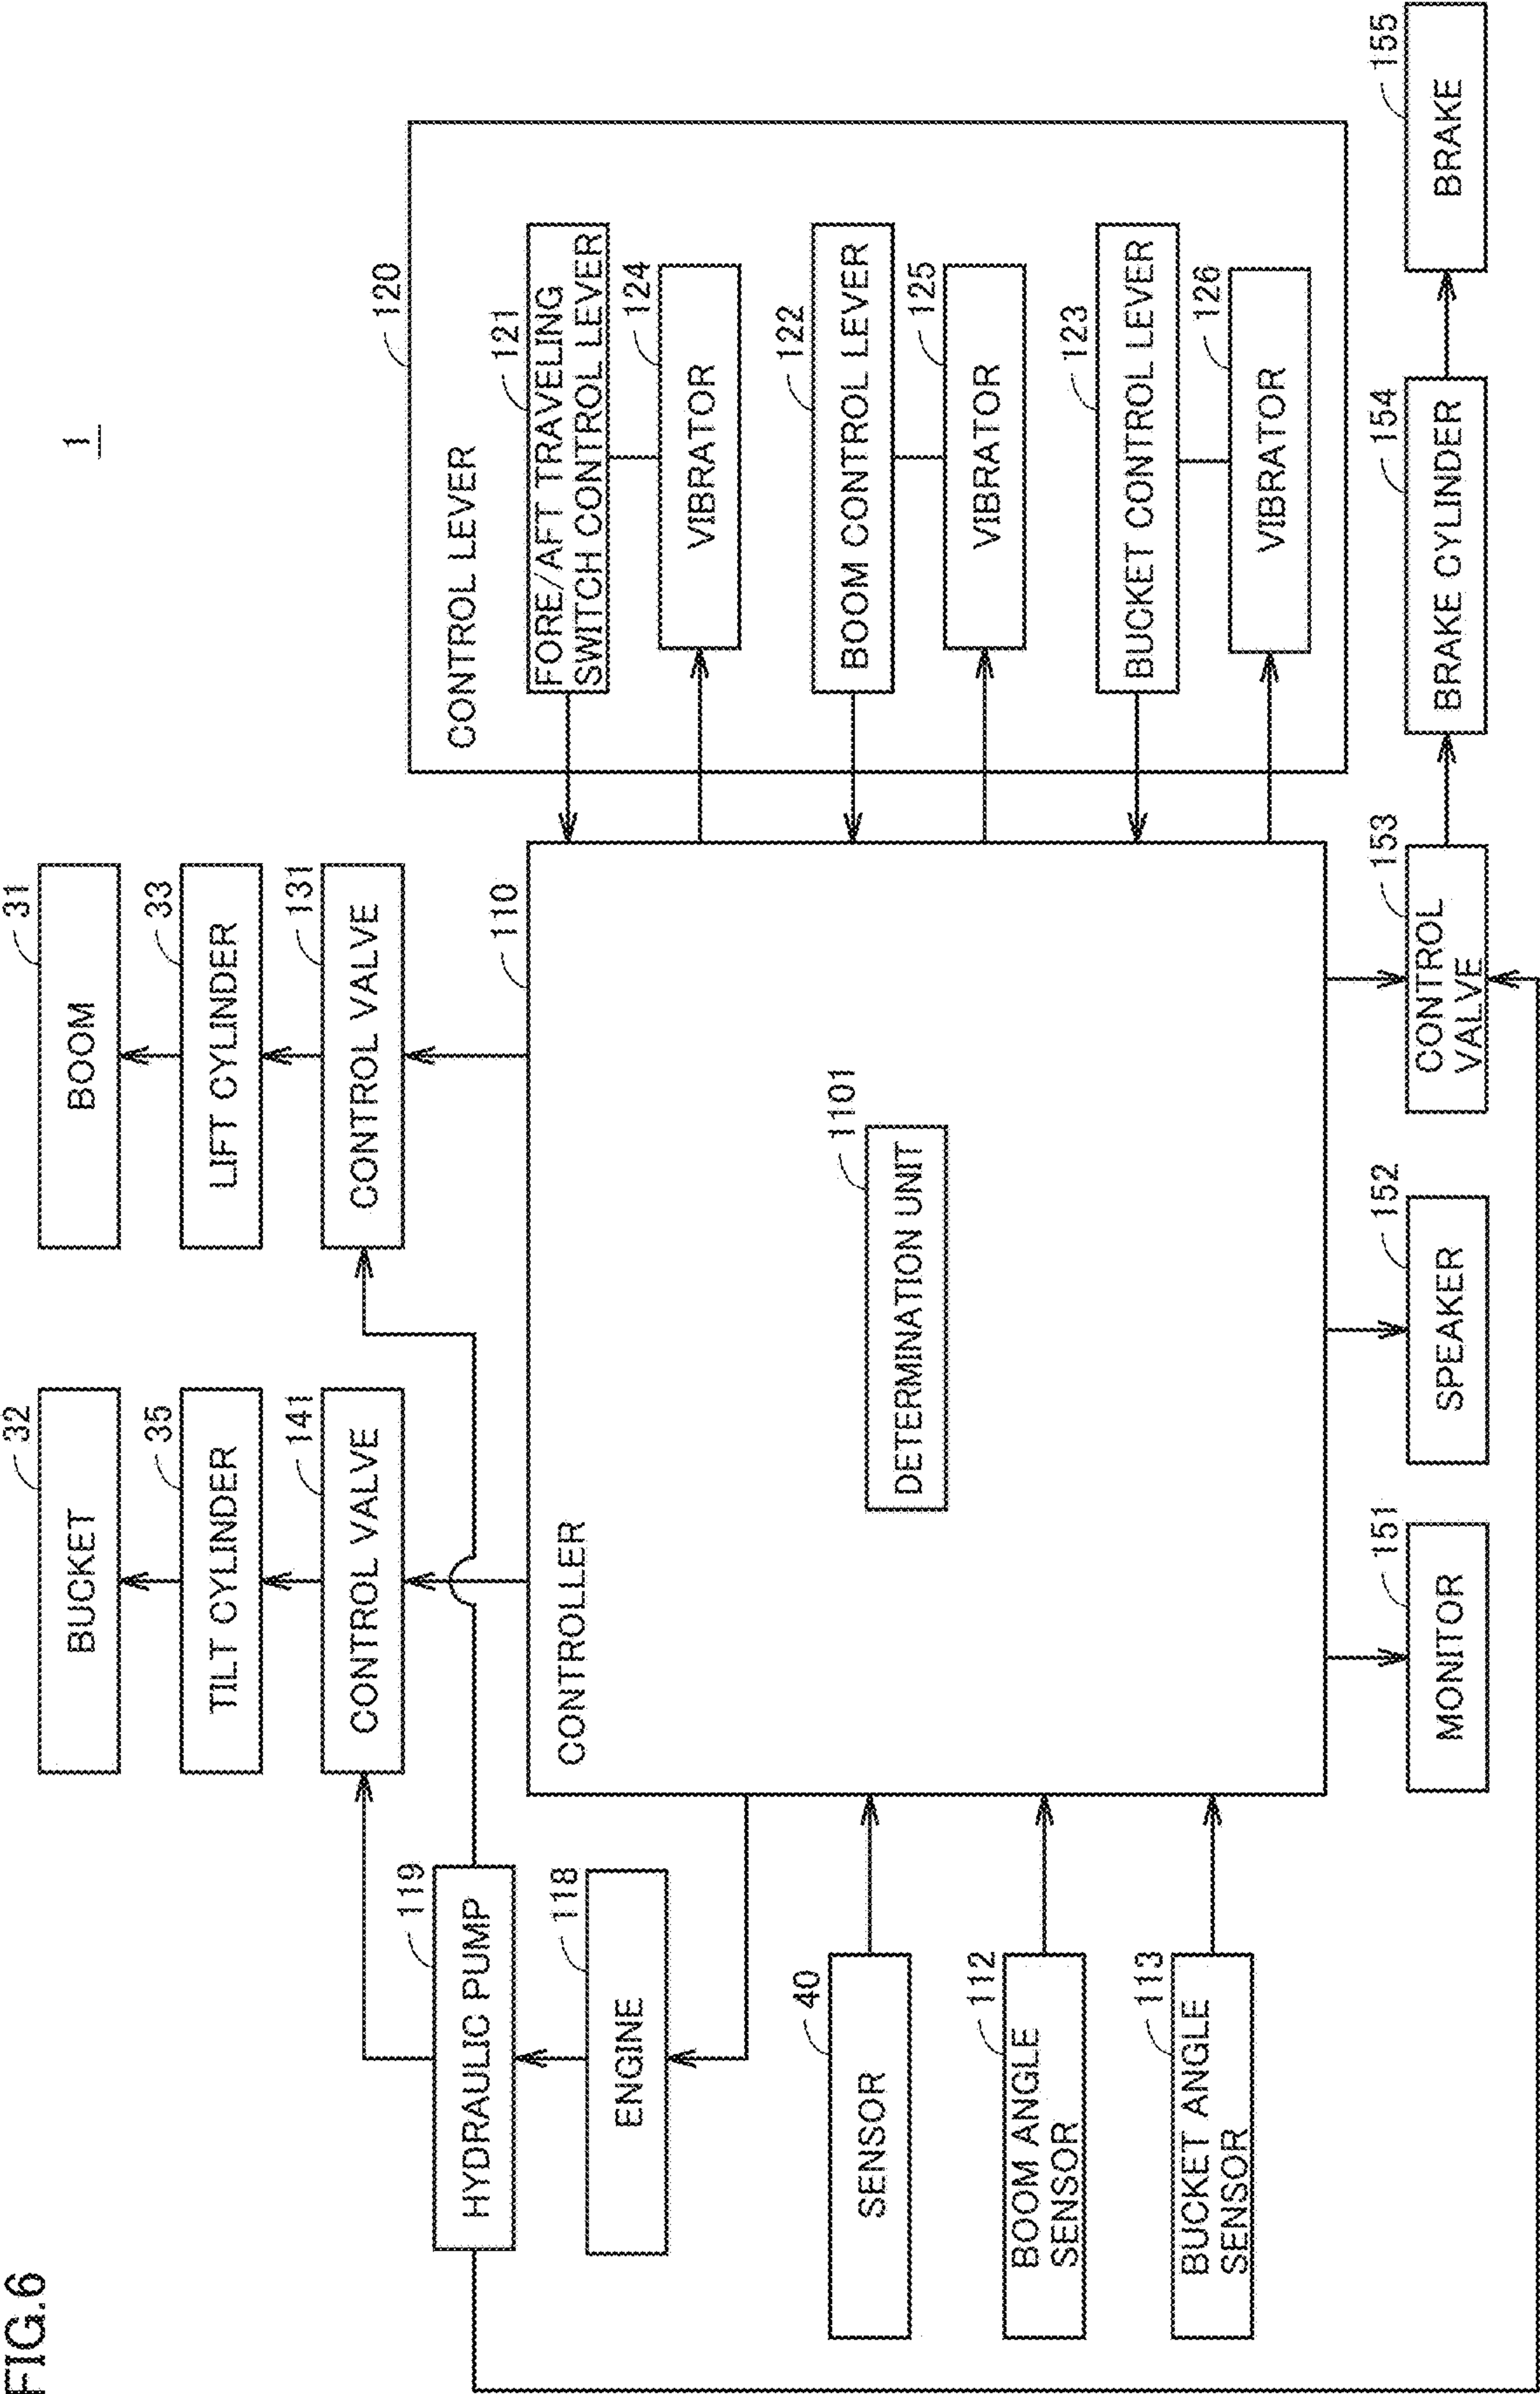 FIG.6
1
32
BUCKET
31
BOOM
35
TILT CYLINDER
33
LIFT CYLINDER
141
CONTROL VALVE
131
CONTROL VALVE
119
HYDRAULIC PUMP
118
ENGINE
40
SENSOR
112
BOOM ANGLE
SENSOR
113
BUCKET ANGLE
SENSOR
110
CONTROLLER
1101
DETERMINATION UNIT
120
CONTROL LEVER
121
FORE/AFT TRAVELING
SWITCH CONTROL LEVER
124
VIBRATOR
122
BOOM CONTROL LEVER
125
VIBRATOR
123
BUCKET CONTROL LEVER
126
VIBRATOR
151
MONITOR
152
SPEAKER
153
CONTROL
VALVE
154
BRAKE CYLINDER
155
BRAKE